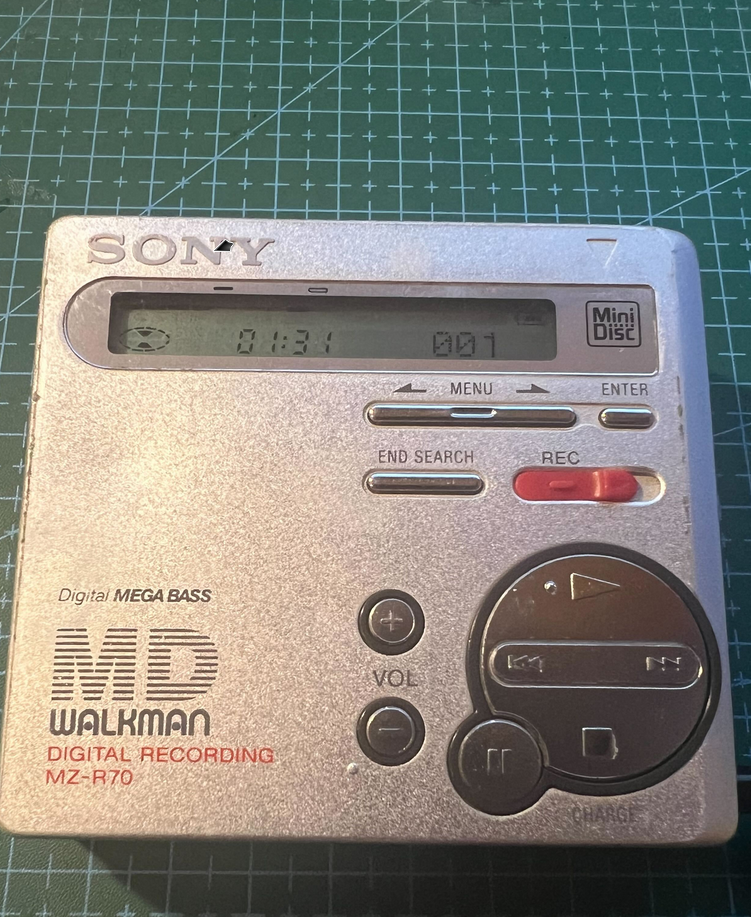 SONY
01:31 001
Mini
Disc
MENU ENTER
END SEARCH REC
Digital MEGA BASS
MD
WALKMAN
VOL
DIGITAL RECORDING
MZ-R70
CHARGE